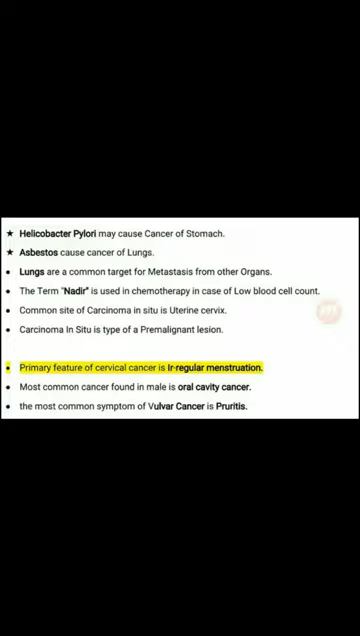 ★ Helicobacter Pylori may cause Cancer of Stomach.
★ Asbestos cause cancer of Lungs.
• Lungs are a common target for Metastasis from other Organs.
• The Term "Nadir" is used in chemotherapy in case of Low blood cell count.
• Common site of Carcinoma in situ is Uterine cervix.
• Carcinoma In Situ is type of a Premalignant lesion.
• Primary feature of cervical cancer is Ir-regular menstruation.
• Most common cancer found in male is oral cavity cancer.
• the most common symptom of Vulvar Cancer is Pruritis.